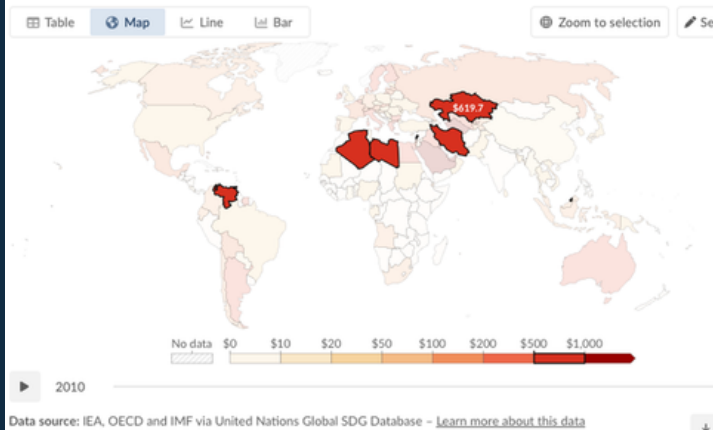 Table Map Line Bar Zoom to selection
$619.7
No data $0 $10 $20 $50 $100 $200 $500 $1,000
2010
Data source: IEA, OECD and IMF via United Nations Global SDG Database – Learn more about this data